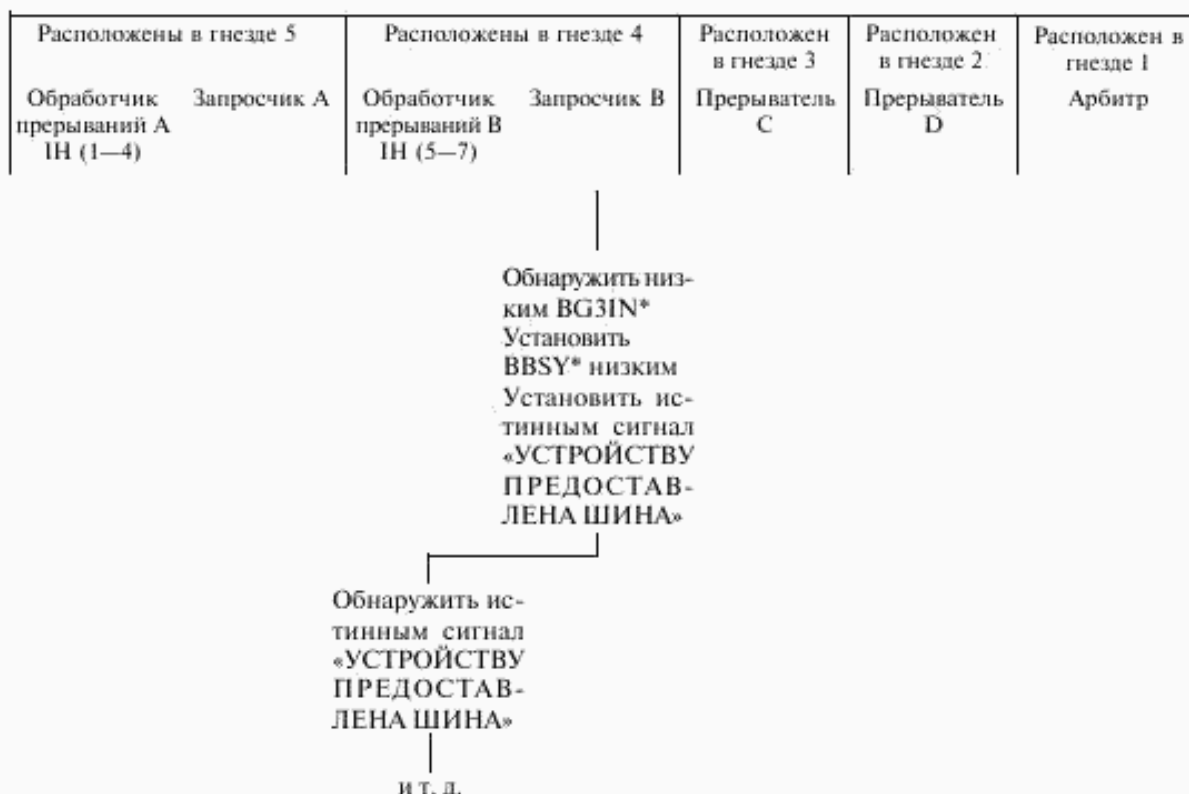 Расположены в гнезде 5
Расположены в гнезде 4
Расположен
в гнезде 3
Расположен
в гнезде 2
Расположен в
гнезде 1
Обработчик
прерываний A
IH (1—4)
Запросчик A
Обработчик
прерываний B
IH (5—7)
Запросчик B
Прерыватель
C
Прерыватель
D
Арбитр
Обнаружить низ-
ким BG3IN*
Установить
BBSY* низким
Установить ис-
тинным сигнал
«УСТРОЙСТВУ
ПРЕДОСТАВ-
ЛЕНА ШИНА»
Обнаружить ис-
тинным сигнал
«УСТРОЙСТВУ
ПРЕДОСТАВ-
ЛЕНА ШИНА»
и т. д.